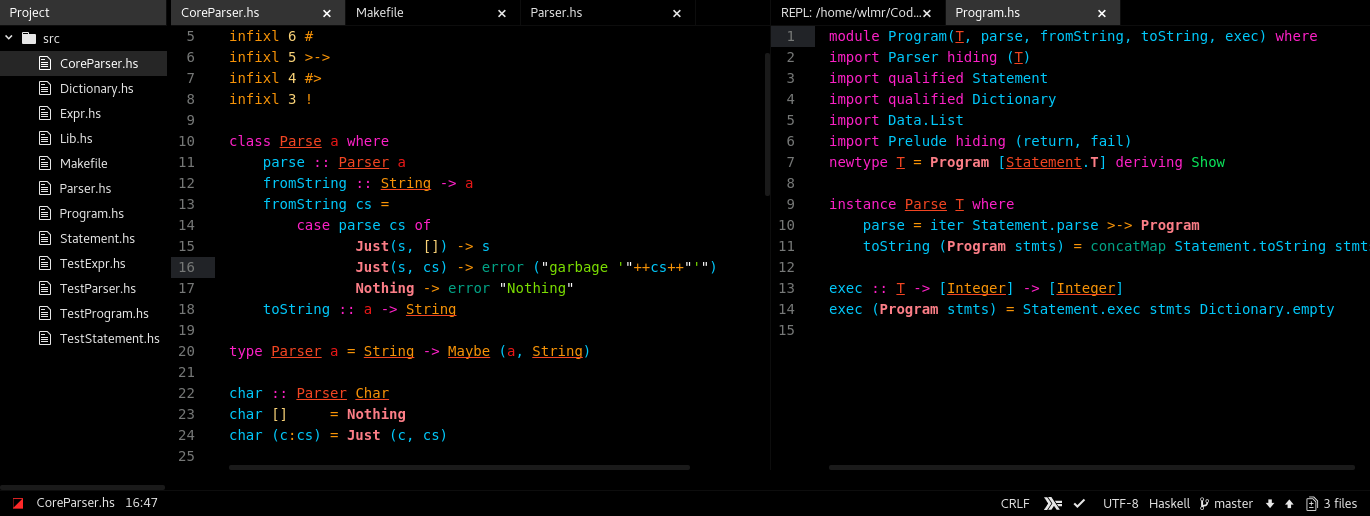 Project
src
CoreParser.hs
Dictionary.hs
Expr.hs
Lib.hs
Makefile
Parser.hs
Program.hs
Statement.hs
TestExpr.hs
TestParser.hs
TestProgram.hs
TestStatement.hs
CoreParser.hs × Makefile × Parser.hs ×
5 infixl 6 #
6 infixl 5 >->
7 infixl 4 #>
8 infixl 3 !
9
10 class Parse a where
11     parse :: Parser a
12     fromString :: String -> a
13     fromString cs =
14         case parse cs of
15                Just(s, []) -> s
16                Just(s, cs) -> error ("garbage '"++cs++"'")
17                Nothing -> error "Nothing"
18     toString :: a -> String
19
20 type Parser a = String -> Maybe (a, String)
21
22 char :: Parser Char
23 char []     = Nothing
24 char (c:cs) = Just (c, cs)
25
REPL: /home/wlmr/Cod... × Program.hs ×
1 module Program(T, parse, fromString, toString, exec) where
2 import Parser hiding (T)
3 import qualified Statement
4 import qualified Dictionary
5 import Data.List
6 import Prelude hiding (return, fail)
7 newtype T = Program [Statement.T] deriving Show
8
9 instance Parse T where
10     parse = iter Statement.parse >-> Program
11     toString (Program stmts) = concatMap Statement.toString stmt
12
13 exec :: T -> [Integer] -> [Integer]
14 exec (Program stmts) = Statement.exec stmts Dictionary.empty
15
CoreParser.hs 16:47 CRLF UTF-8 Haskell master 3 files